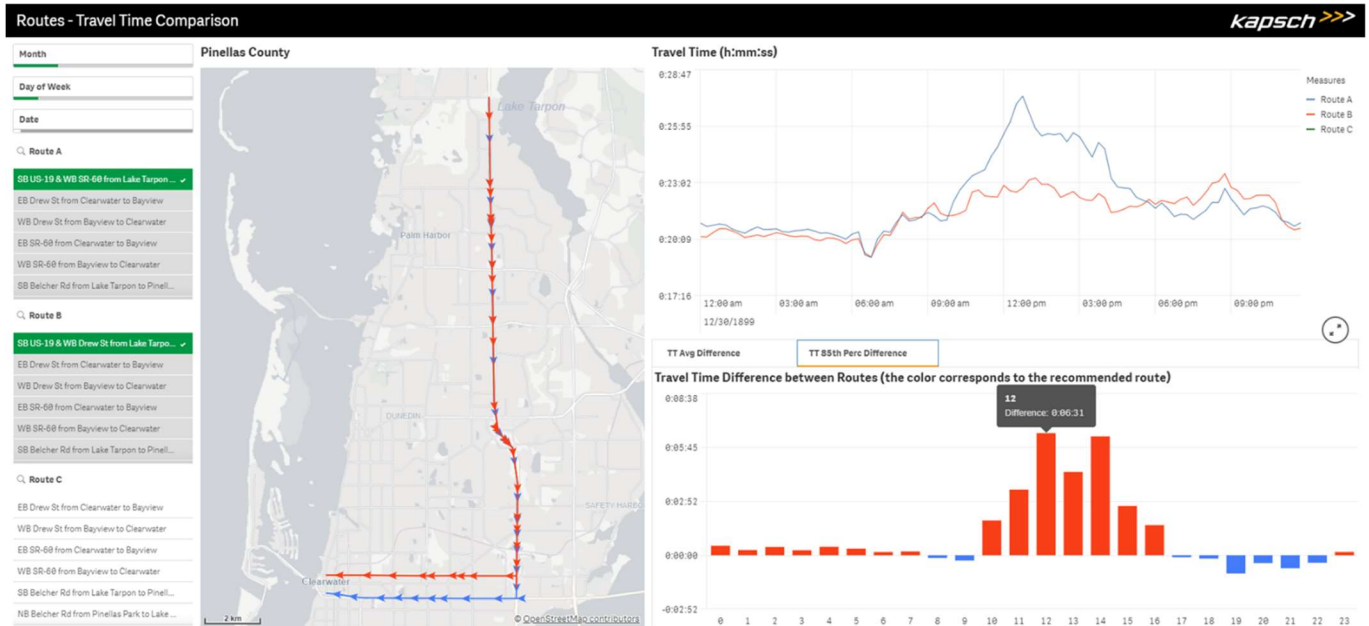 Routes - Travel Time Comparison
kapsch >>>
Month
Day of Week
Date
Route A
SB US-19 & WB SR-60 from Lake Tarpon ...
EB Drew St from Clearwater to Bayview
WB Drew St from Bayview to Clearwater
EB SR-60 from Clearwater to Bayview
WB SR-60 from Bayview to Clearwater
SB Belcher Rd from Lake Tarpon to Pinell...
Route B
SB US-19 & WB Drew St from Lake Tarpo...
EB Drew St from Clearwater to Bayview
WB Drew St from Bayview to Clearwater
EB SR-60 from Clearwater to Bayview
WB SR-60 from Bayview to Clearwater
SB Belcher Rd from Lake Tarpon to Pinell...
Route C
EB Drew St from Clearwater to Bayview
WB Drew St from Bayview to Clearwater
EB SR-60 from Clearwater to Bayview
WB SR-60 from Bayview to Clearwater
SB Belcher Rd from Lake Tarpon to Pinell...
NB Belcher Rd from Pinellas Park to Lake ...
Pinellas County
Lake Tarpon
Palm Harbor
DUNEDIN
SAFETY HARBO
Clearwater
2 km
© OpenStreetMap contributors
Travel Time (h:mm:ss)
0:28:47
0:25:55
0:23:02
0:20:09
0:17:16
12:00 am 03:00 am 06:00 am 09:00 am 12:00 pm 03:00 pm 06:00 pm 09:00 pm
12/30/1899
Measures
Route A
Route B
Route C
TT Avg Difference
TT 85th Perc Difference
Travel Time Difference between Routes (the color corresponds to the recommended route)
12
Difference: 0:06:31
0:08:38
0:05:45
0:02:52
0:00:00
-0:02:52
0 1 2 3 4 5 6 7 8 9 10 11 12 13 14 15 16 17 18 19 20 21 22 23